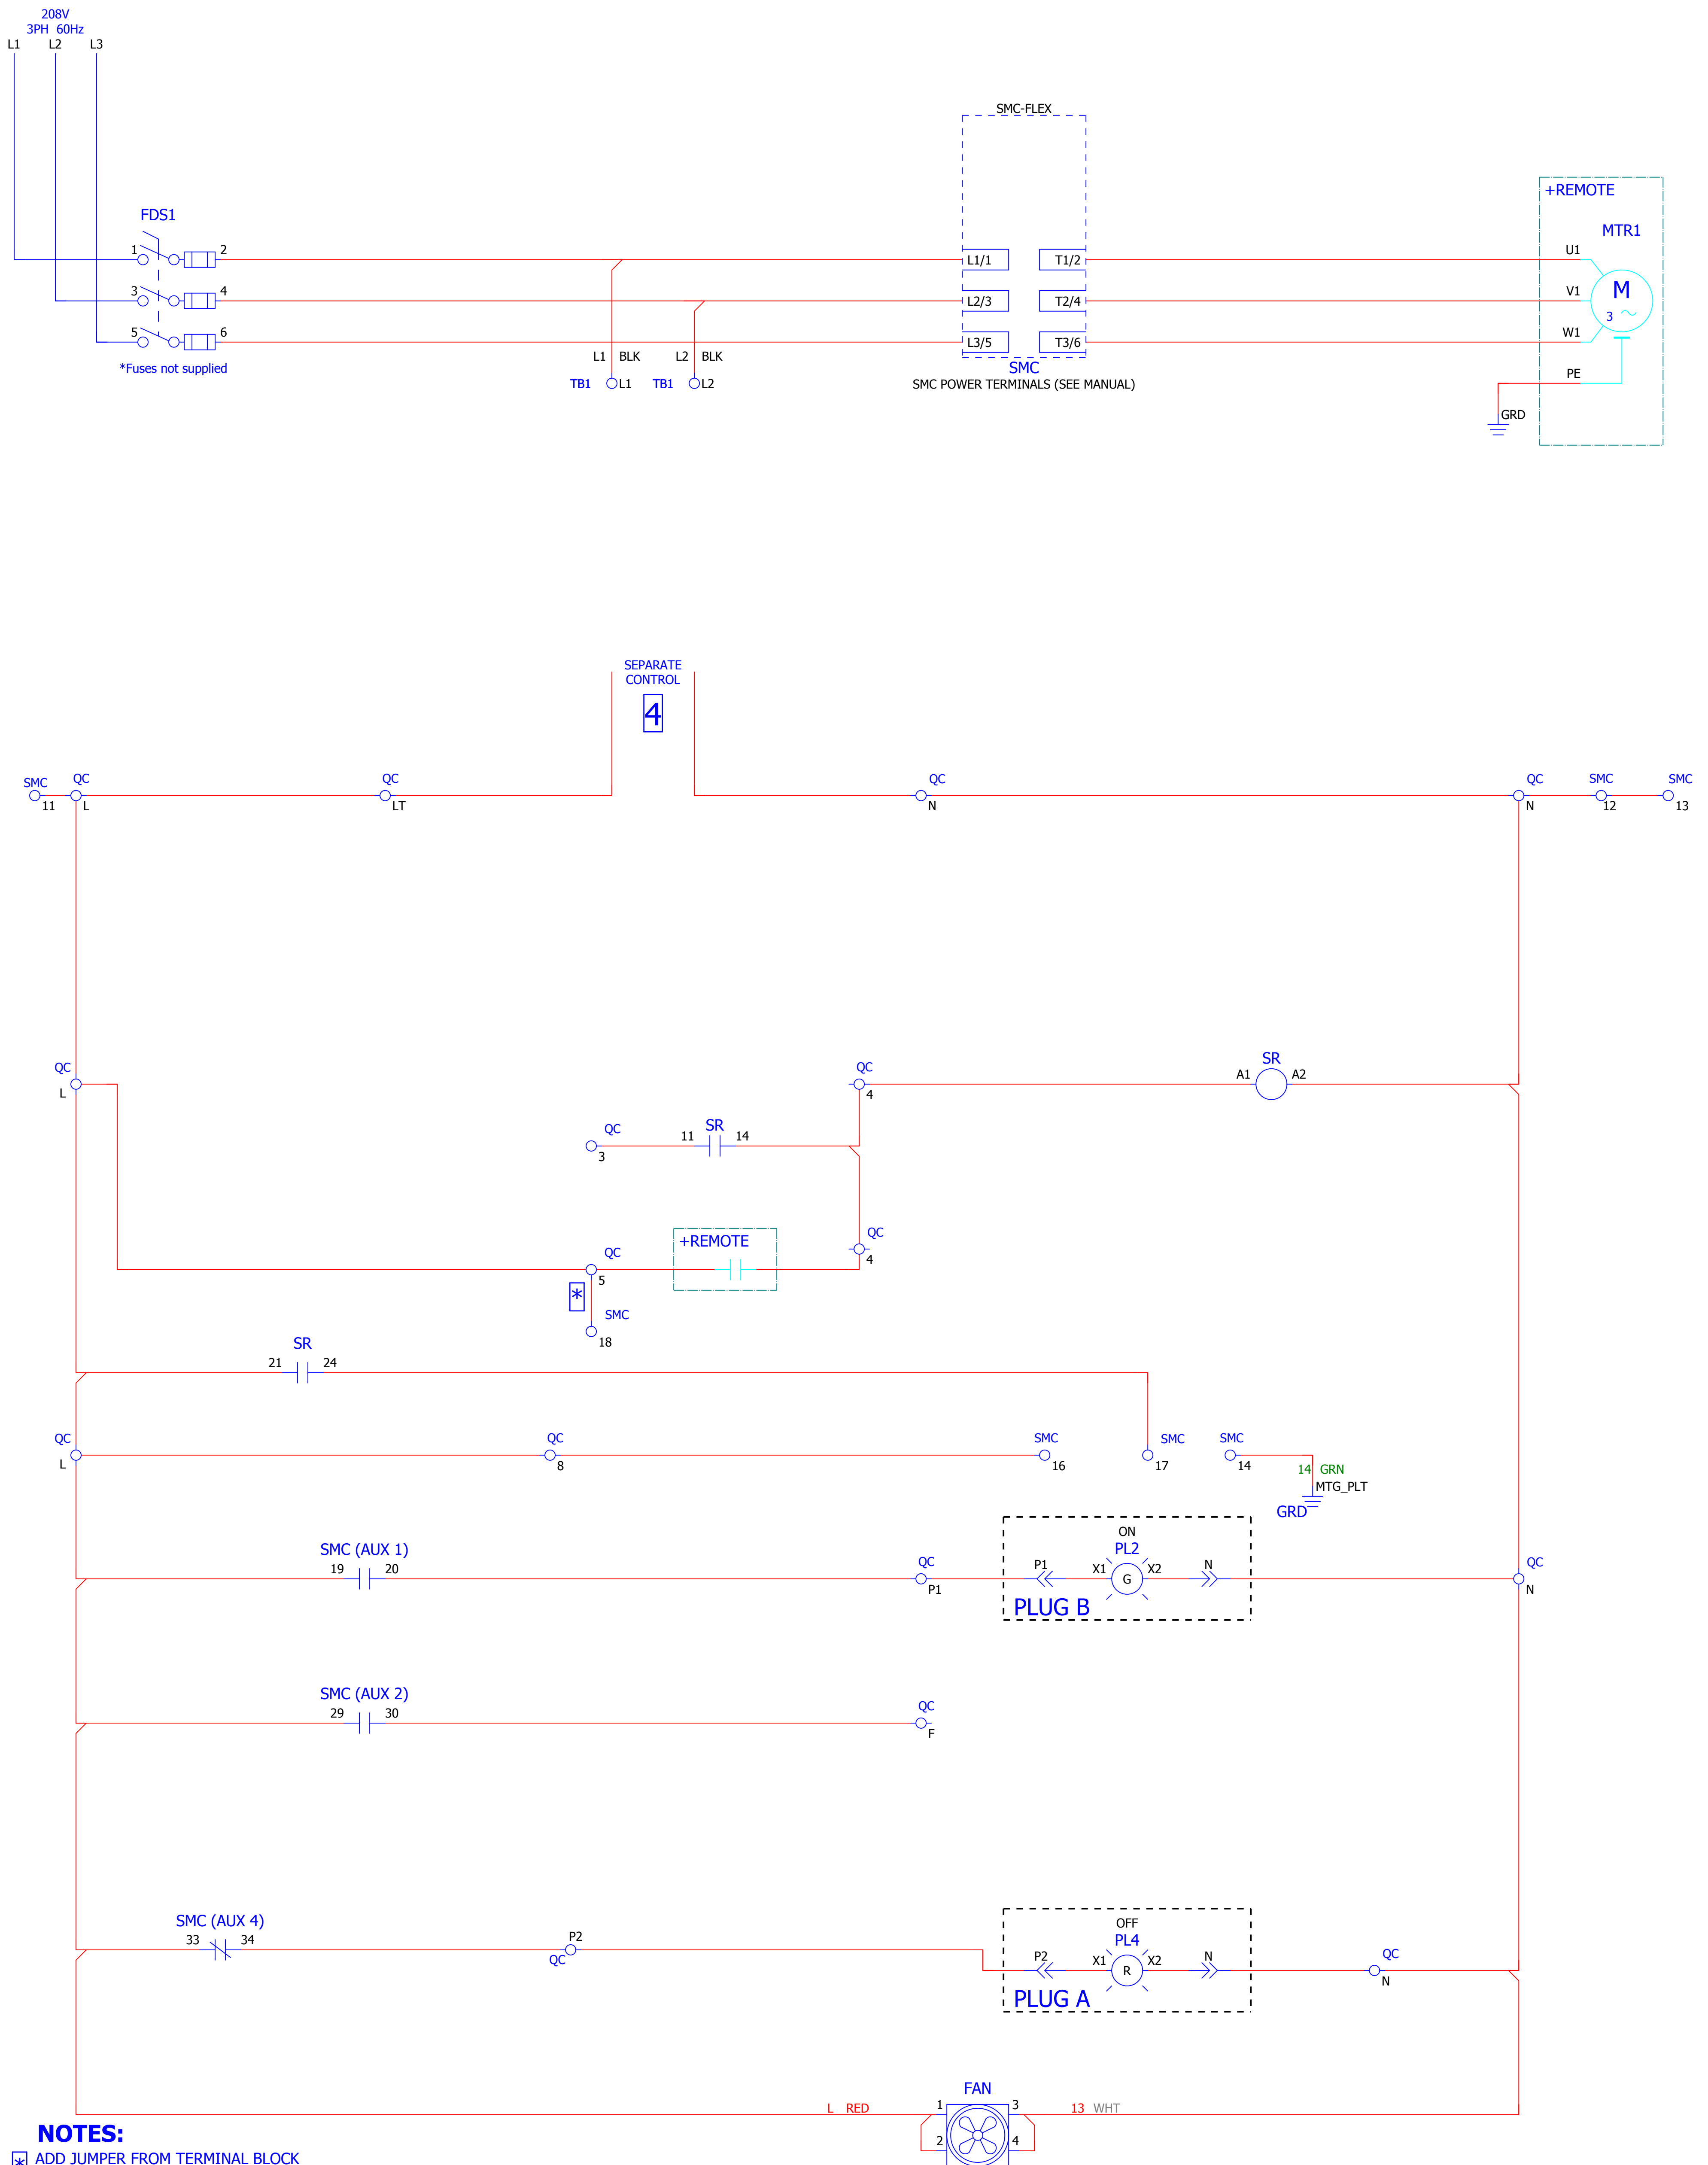 208V
3PH 60Hz
L1 L2 L3
SMC-FLEX
+REMOTE
FDS1
MTR1
1 2
L1/1 T1/2
U1
3 4
L2/3 T2/4
V1
M
3
5 6
L3/5 T3/6
W1
L1 BLK L2 BLK
*Fuses not supplied
SMC
PE
TB1 L1 TB1 L2
SMC POWER TERMINALS (SEE MANUAL)
GRD
SEPARATE
CONTROL
4
SMC QC QC QC QC SMC SMC
11 L LT N N 12 13
QC QC SR
A1 A2
L 4
QC SR
11 14
3
QC
+REMOTE
QC
4
5
*
SMC
18
SR
21 24
QC QC SMC SMC SMC
L 8 16 17 14
14 GRN
MTG_PLT
GRD
ON
SMC (AUX 1)
PL2
19 20
QC
P1 X1 X2 N
QC
G
P1
N
PLUG B
SMC (AUX 2)
29 30
QC
F
SMC (AUX 4)
OFF
33 34
P2
PL4
QC
P2 X1 X2 N
QC
R
N
PLUG A
FAN
L RED
1 3
13 WHT
2 4
NOTES:
* ADD JUMPER FROM TERMINAL BLOCK